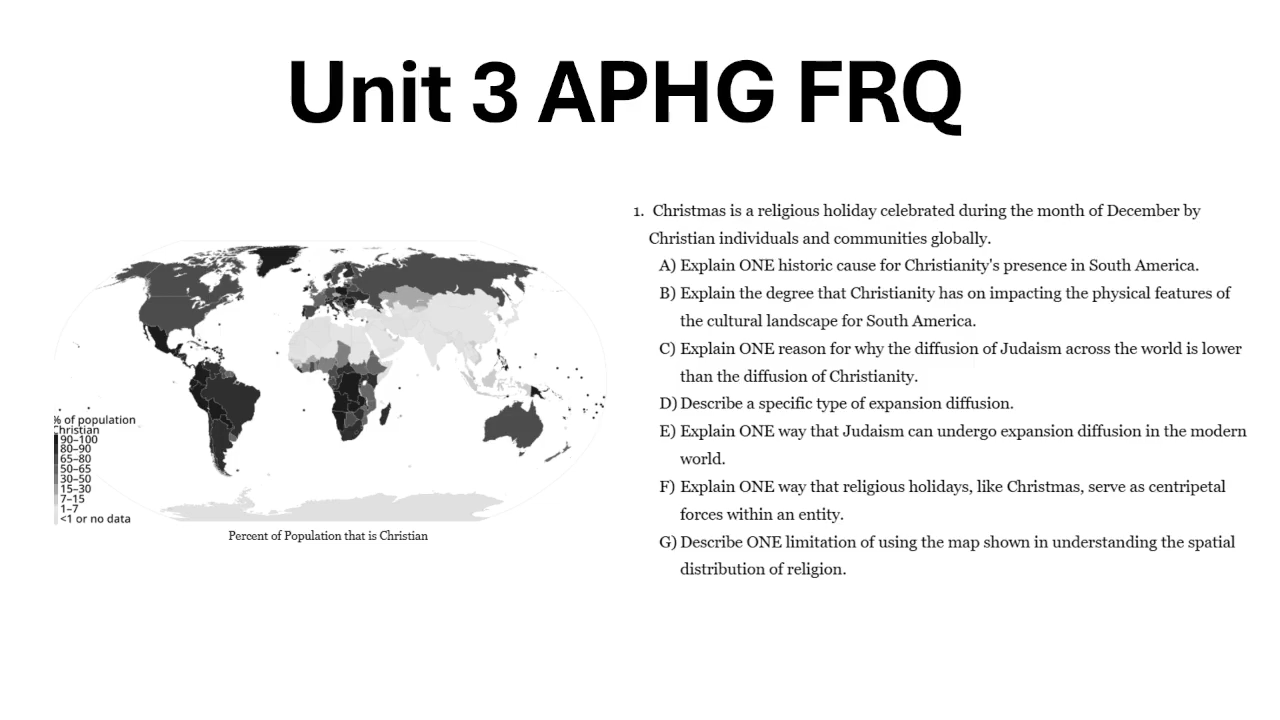 Unit 3 APHG FRQ
1. Christmas is a religious holiday celebrated during the month of December by
Christian individuals and communities globally.
A) Explain ONE historic cause for Christianity's presence in South America.
B) Explain the degree that Christianity has on impacting the physical features of
the cultural landscape for South America.
C) Explain ONE reason for why the diffusion of Judaism across the world is lower
than the diffusion of Christianity.
D) Describe a specific type of expansion diffusion.
E) Explain ONE way that Judaism can undergo expansion diffusion in the modern
world.
F) Explain ONE way that religious holidays, like Christmas, serve as centripetal
forces within an entity.
G) Describe ONE limitation of using the map shown in understanding the spatial
distribution of religion.
% of population
Christian
90–100
80–90
65–80
50–65
30–50
15–30
7–15
1–7
<1 or no data
Percent of Population that is Christian